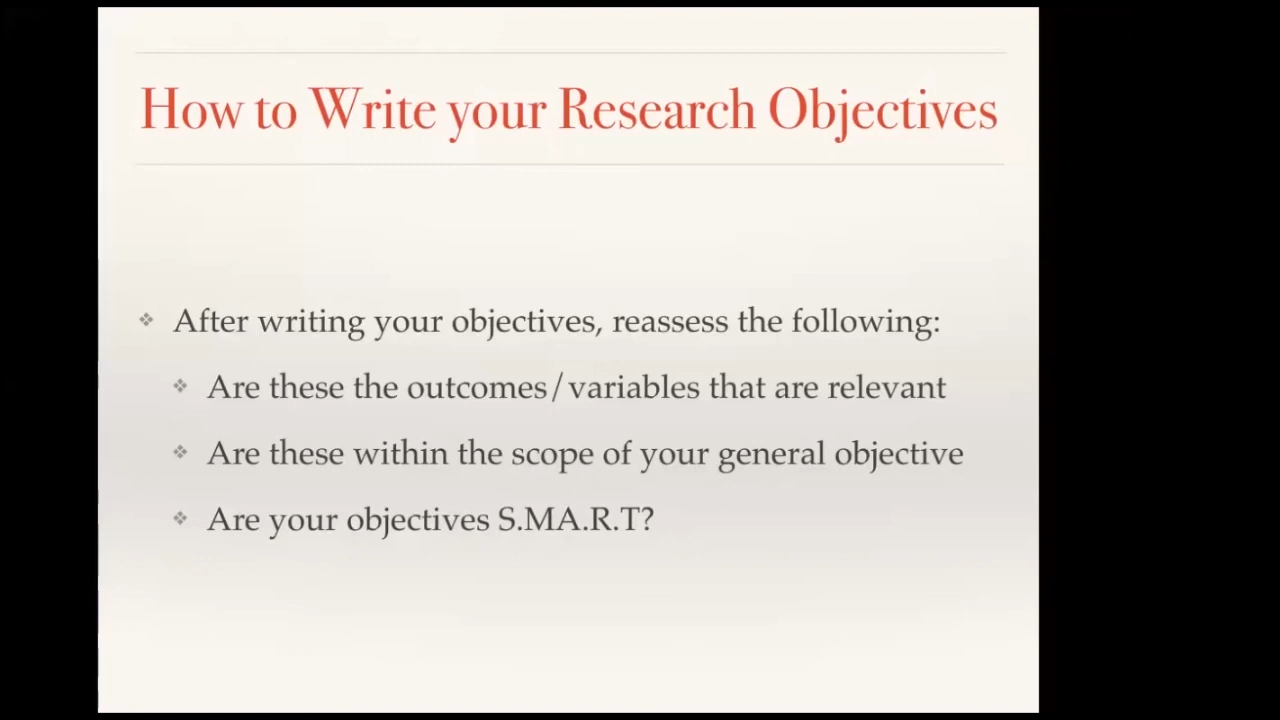 How to Write your Research Objectives
After writing your objectives, reassess the following:
Are these the outcomes/variables that are relevant
Are these within the scope of your general objective
Are your objectives S.MA.R.T?